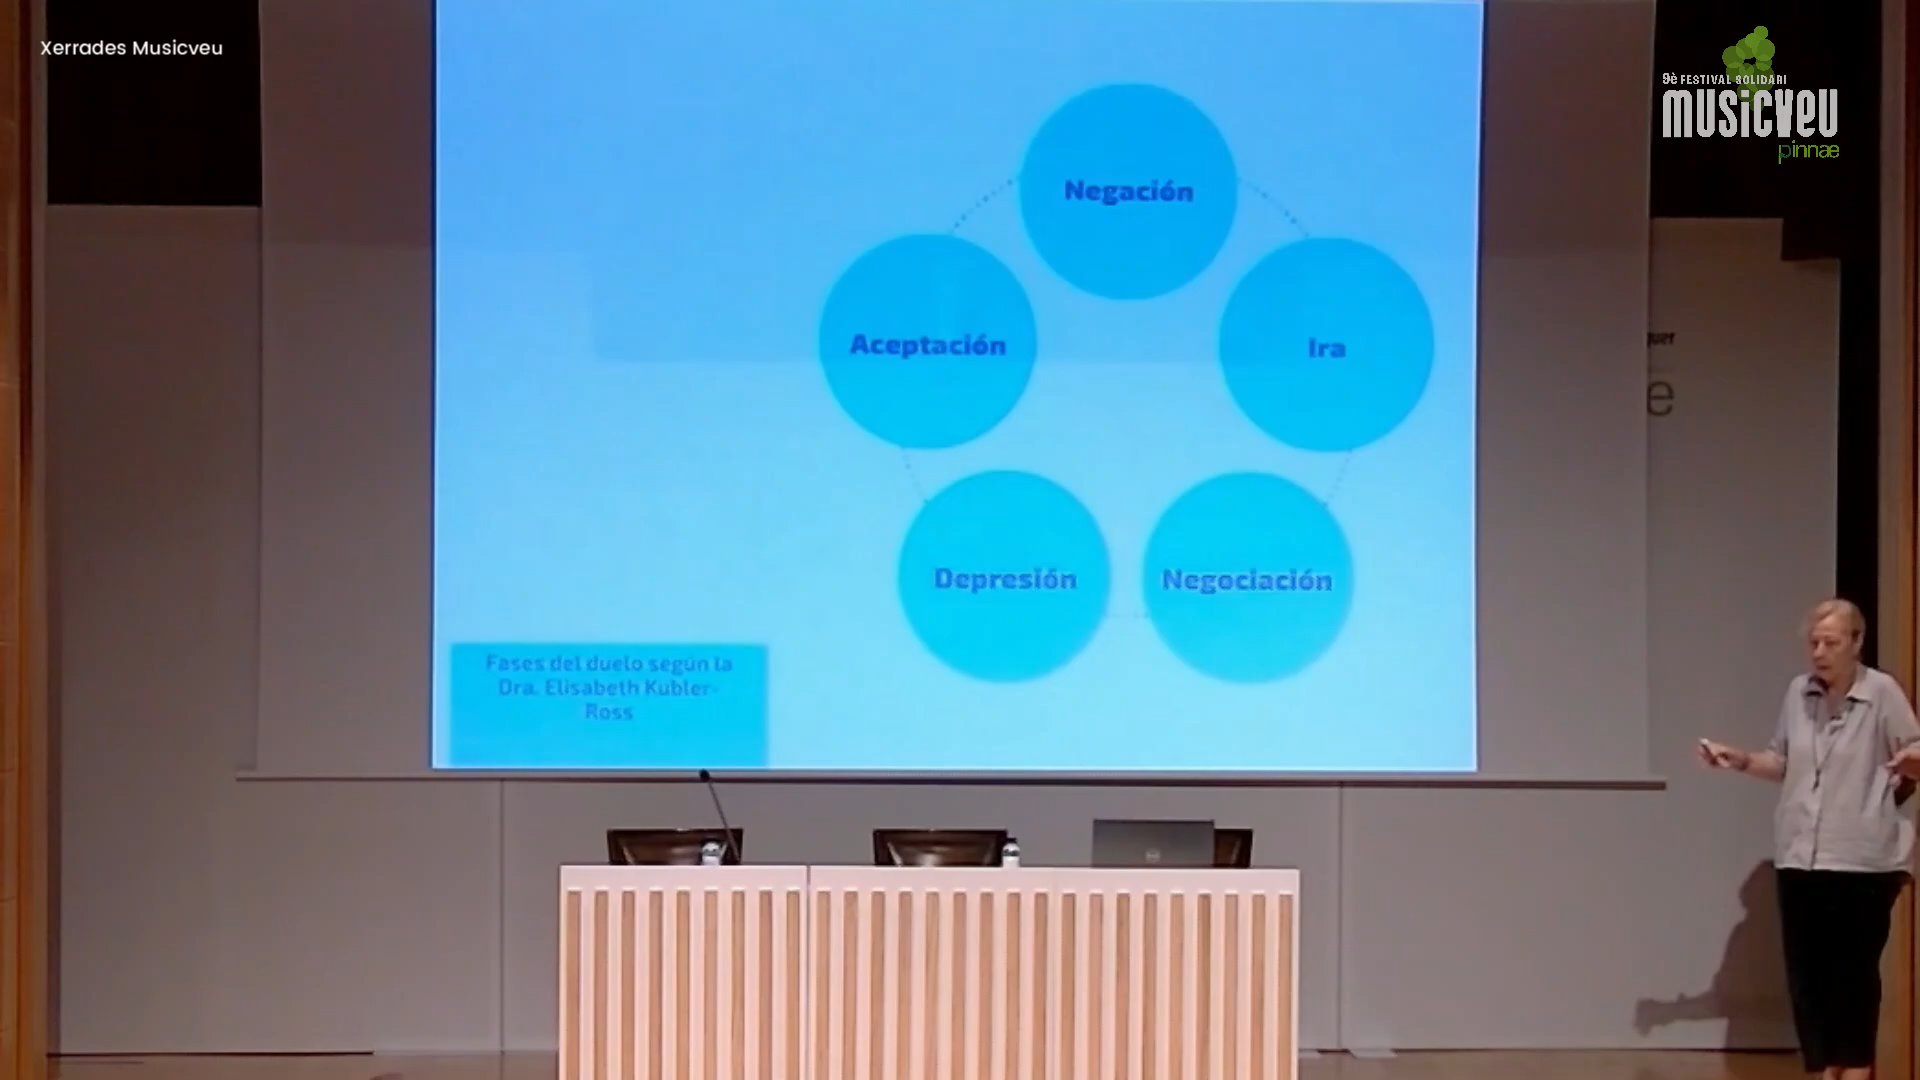 Xerrades Musicveu
9è FESTIVAL SOLIDARI
musicveu
pinnae
Negación
Aceptación
Ira
Depresión
Negociación
Fases del duelo según la
Dra. Elisabeth Kubler-
Ross
e